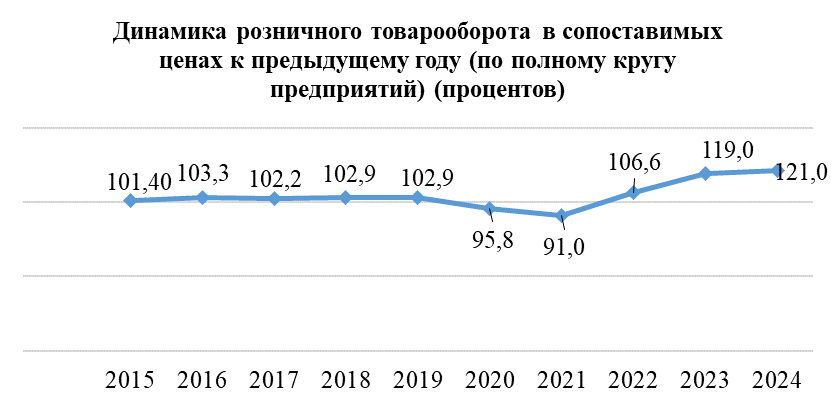 Динамика розничного товарооборота в сопоставимых
ценах к предыдущему году (по полному кругу
предприятий) (процентов)
101,40 103,3 102,2 102,9 102,9 95,8 91,0 106,6 119,0 121,0
2015 2016 2017 2018 2019 2020 2021 2022 2023 2024